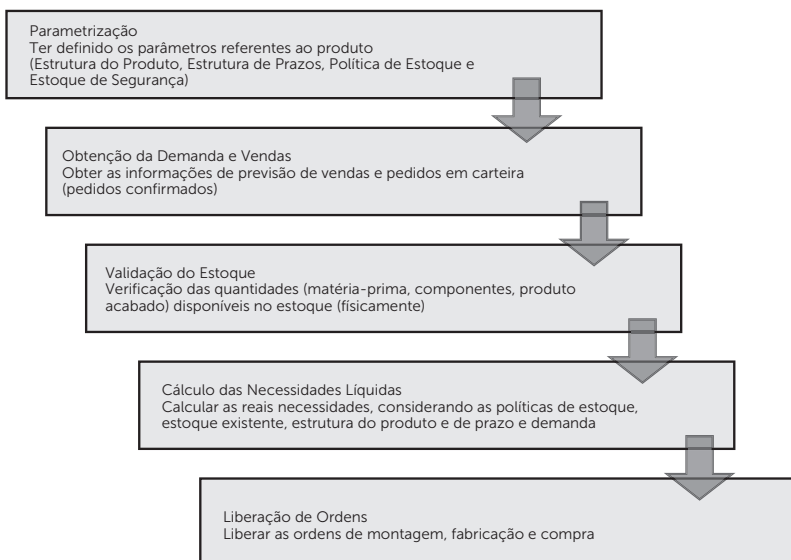 Parametrização
Ter definido os parâmetros referentes ao produto
(Estrutura do Produto, Estrutura de Prazos, Política de Estoque e
Estoque de Segurança)
Obtenção da Demanda e Vendas
Obter as informações de previsão de vendas e pedidos em carteira
(pedidos confirmados)
Validação do Estoque
Verificação das quantidades (matéria-prima, componentes, produto
acabado) disponíveis no estoque (físicamente)
Cálculo das Necessidades Líquidas
Calcular as reais necessidades, considerando as políticas de estoque,
estoque existente, estrutura do produto e de prazo e demanda
Liberação de Ordens
Liberar as ordens de montagem, fabricação e compra